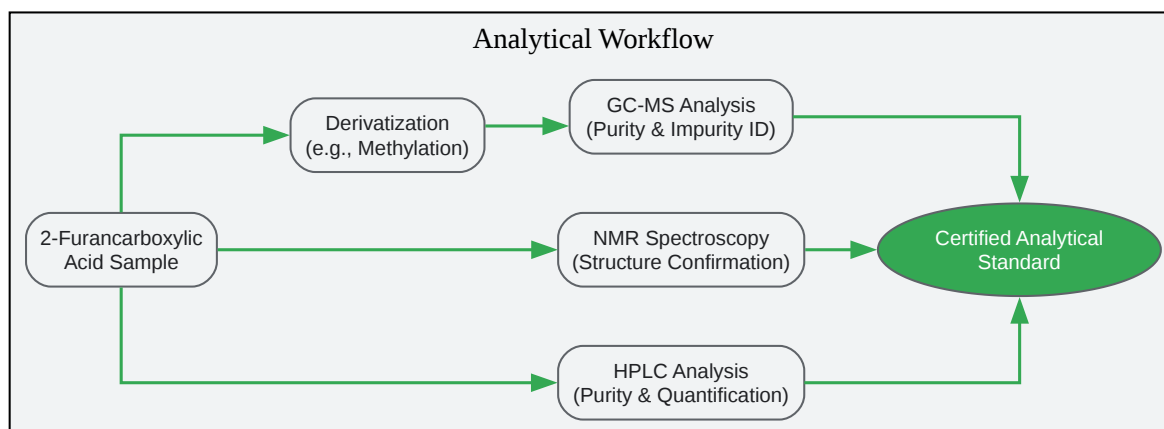 Analytical Workflow
Derivatization
(e.g., Methylation)
GC-MS Analysis
(Purity & Impurity ID)
2-Furancarboxylic
Acid Sample
NMR Spectroscopy
(Structure Confirmation)
Certified Analytical
Standard
HPLC Analysis
(Purity & Quantification)